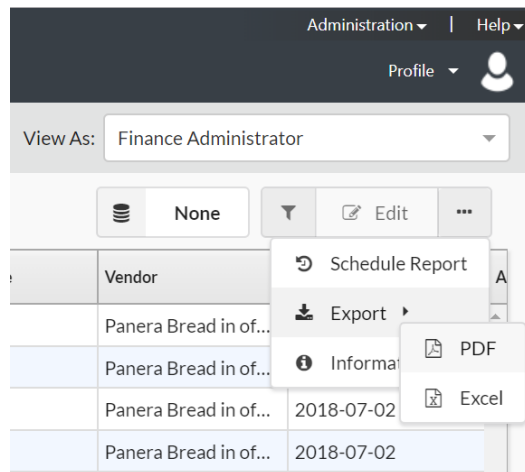 Administration | Help
Profile
View As: Finance Administrator
None Edit ...
Vendor A
Schedule Report
Panera Bread in of...
Export
PDF
Panera Bread in of...
Informat
Excel
Panera Bread in of... 2018-07-02
Panera Bread in of... 2018-07-02